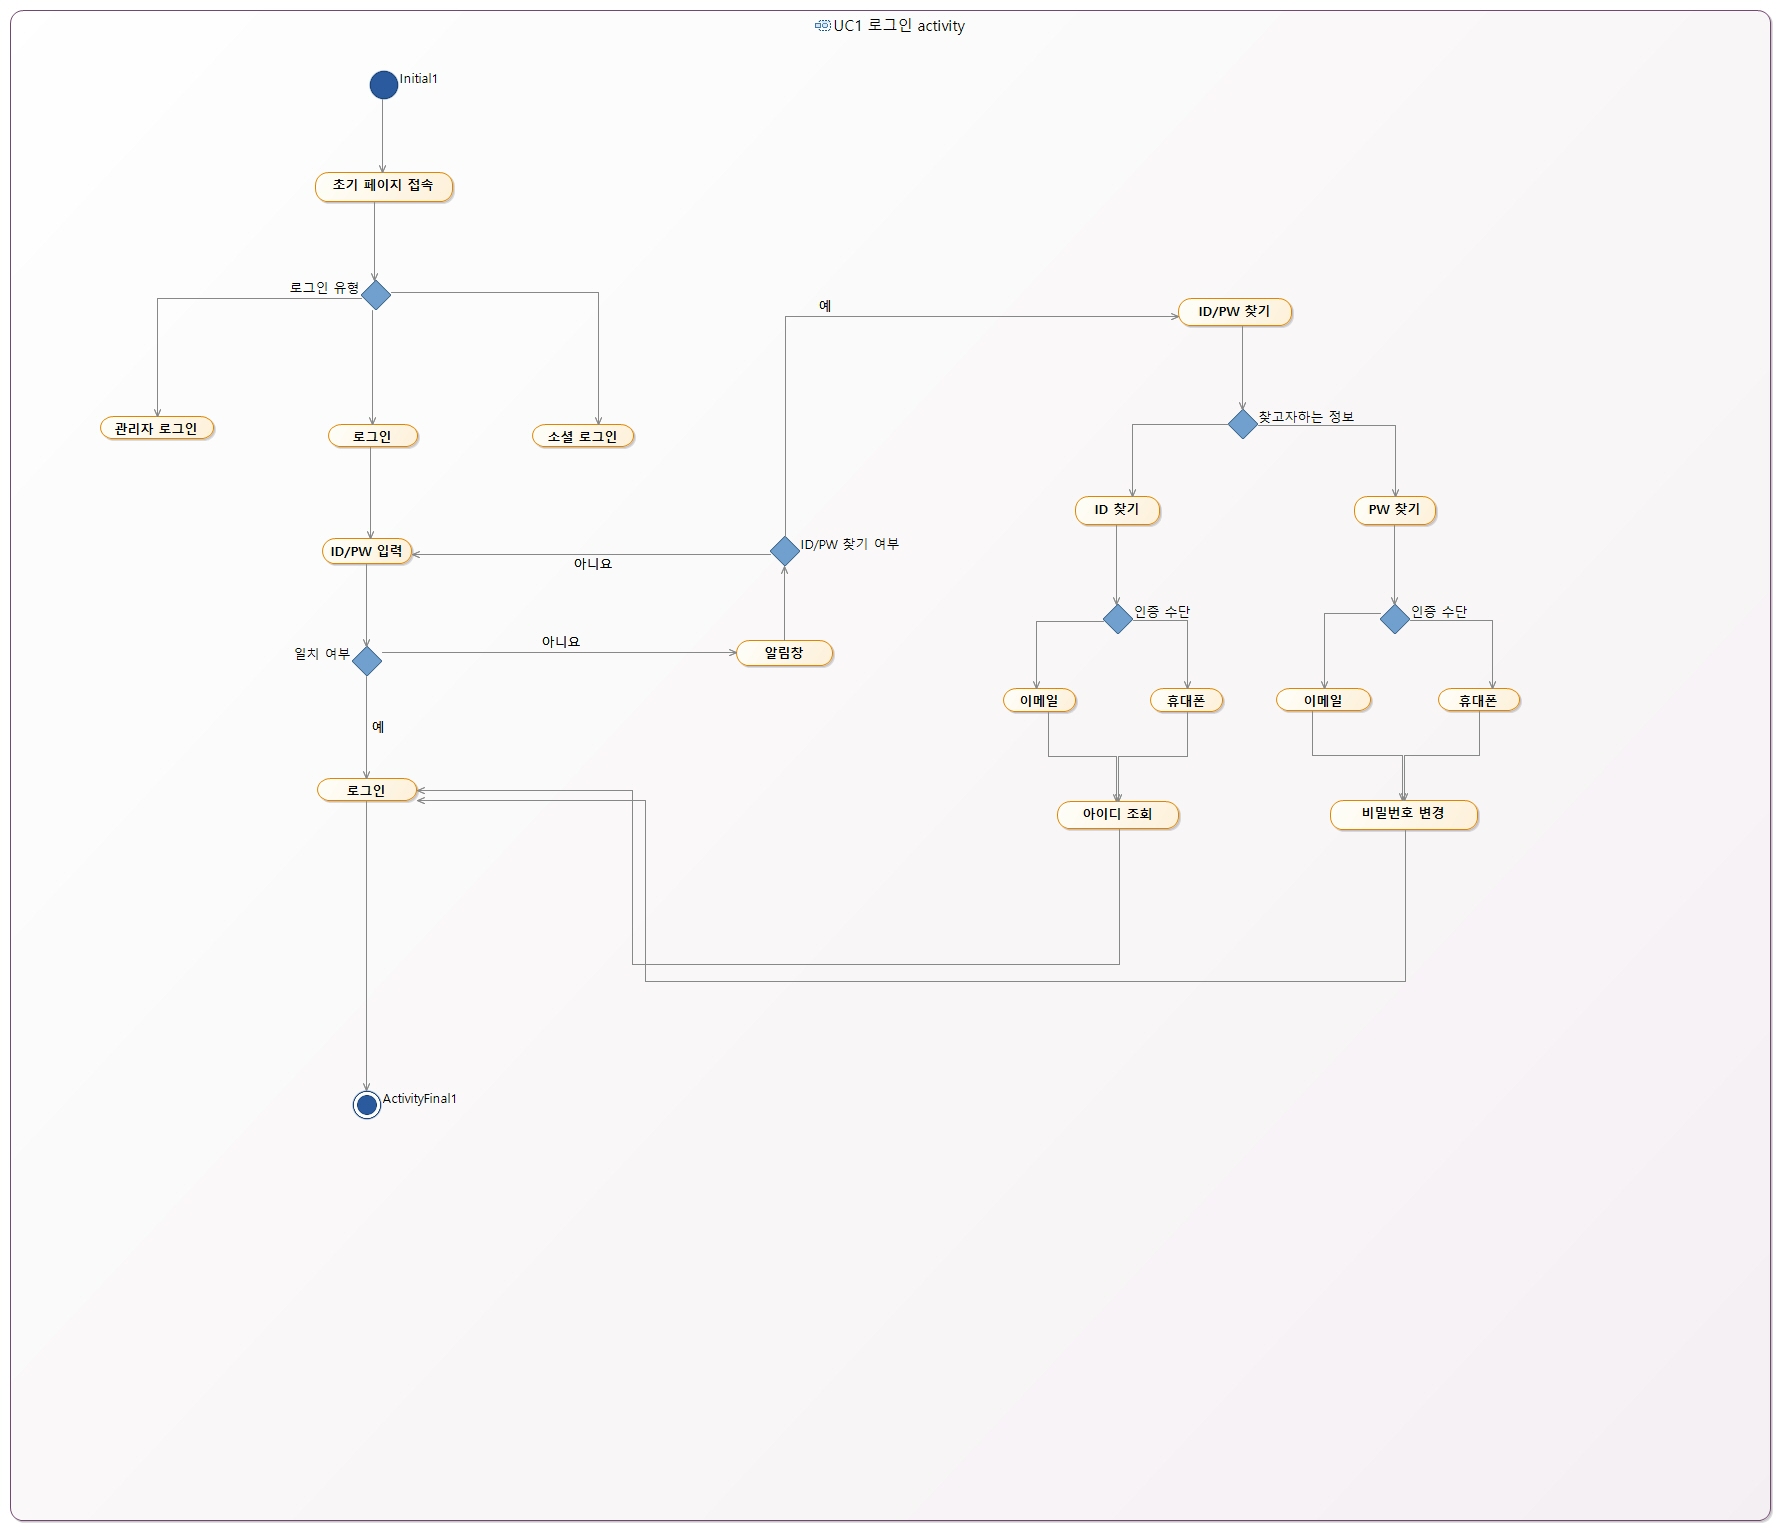 UC1 로그인 activity
Initial1
초기 페이지 접속
로그인 유형
예
ID/PW 찾기
관리자 로그인
로그인
소셜 로그인
찾고자하는 정보
ID 찾기
PW 찾기
ID/PW 입력
아니요
ID/PW 찾기 여부
인증 수단
인증 수단
일치 여부
아니요
알림창
이메일
휴대폰
이메일
휴대폰
예
로그인
아이디 조회
비밀번호 변경
ActivityFinal1